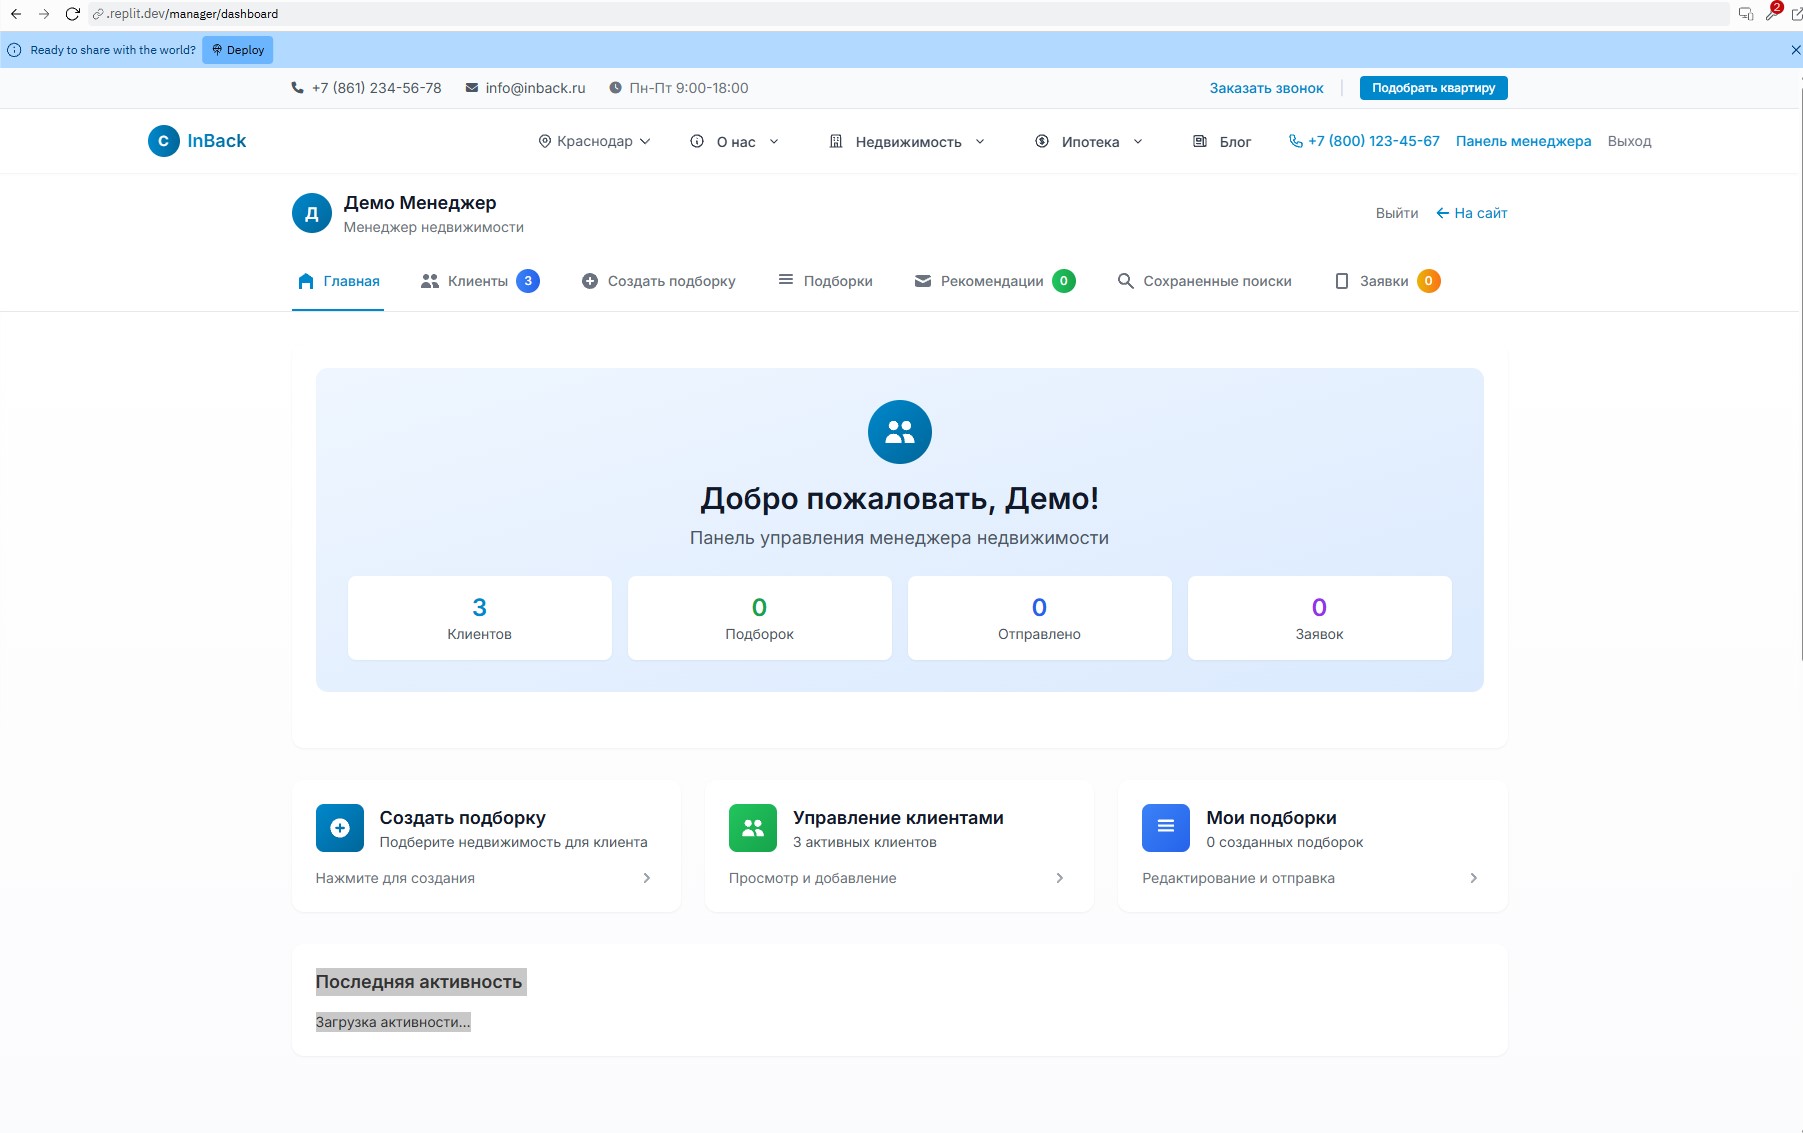 .replit.dev/manager/dashboard
2
Ready to share with the world? Deploy
+7 (861) 234-56-78 info@inback.ru Пн-Пт 9:00-18:00 Заказать звонок Подобрать квартиру
C InBack Краснодар О нас Недвижимость Ипотека Блог +7 (800) 123-45-67 Панель менеджера Выход
Д Демо Менеджер
Менеджер недвижимости
Выйти На сайт
Главная Клиенты 3 Создать подборку Подборки Рекомендации 0 Сохраненные поиски Заявки 0
Добро пожаловать, Демо!
Панель управления менеджера недвижимости
3 0 0 0
Клиентов Подборок Отправлено Заявок
Создать подборку
Подберите недвижимость для клиента
Нажмите для создания
Управление клиентами
3 активных клиентов
Просмотр и добавление
Мои подборки
0 созданных подборок
Редактирование и отправка
Последняя активность
Загрузка активности...